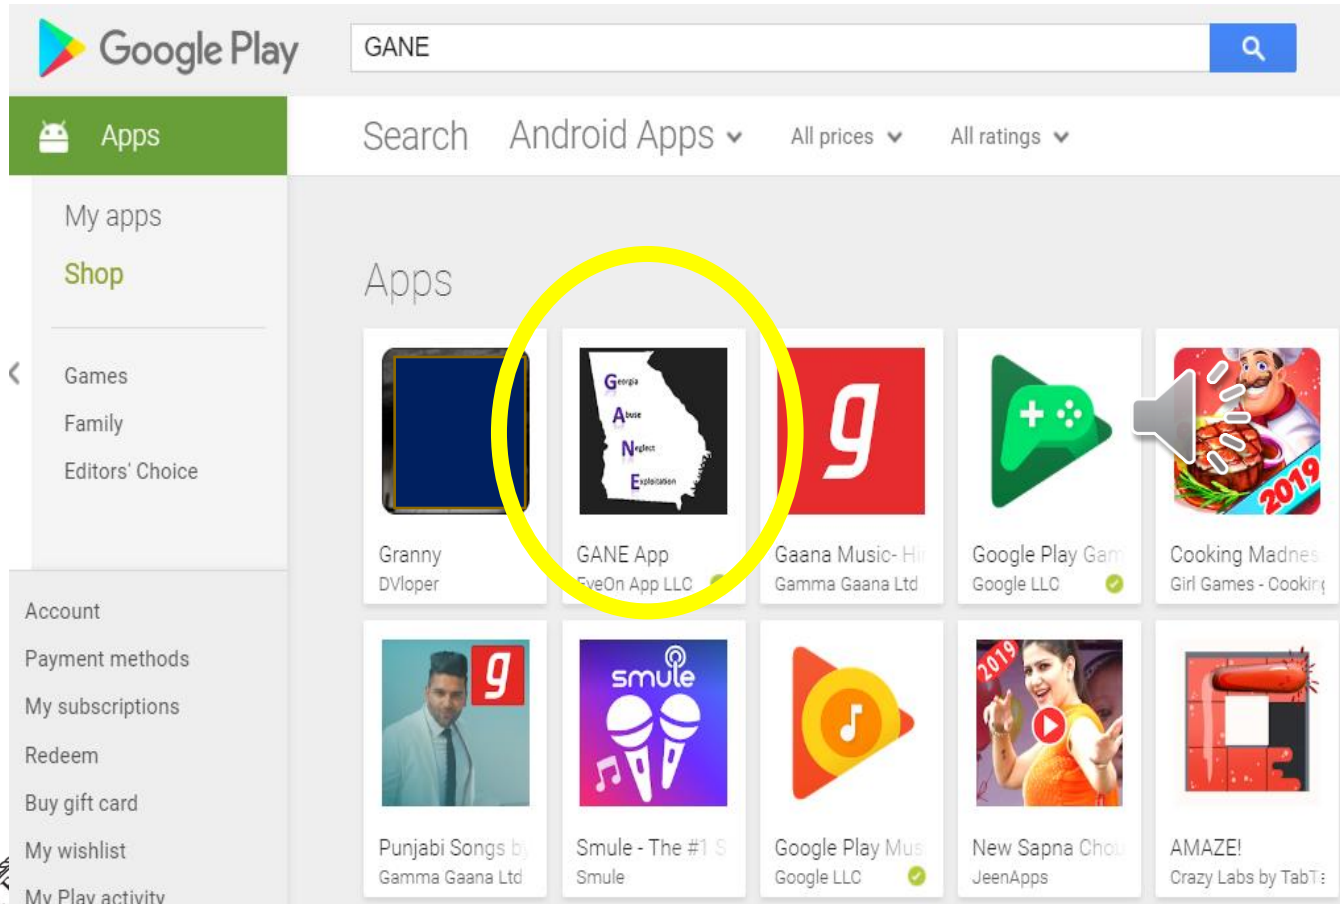 Google Play
GANE
Apps
Search Android Apps All prices All ratings
My apps
Shop
Games
Family
Editors' Choice
Account
Payment methods
My subscriptions
Redeem
Buy gift card
My wishlist
My Play activity
Apps
Georgia
Abuse
Neglect
Exploitation
g
2019
Granny
DVloper
GANE App
EyeOn App LLC
Gaana Music- Hi
Gamma Gaana Ltd
Google Play Gam
Google LLC
Cooking Madnes
Girl Games - Cooking
g
smule
2019
Punjabi Songs by
Gamma Gaana Ltd
Smule - The #1 S
Smule
Google Play Mus
Google LLC
New Sapna Chou
JeenApps
AMAZE!
Crazy Labs by TabTa